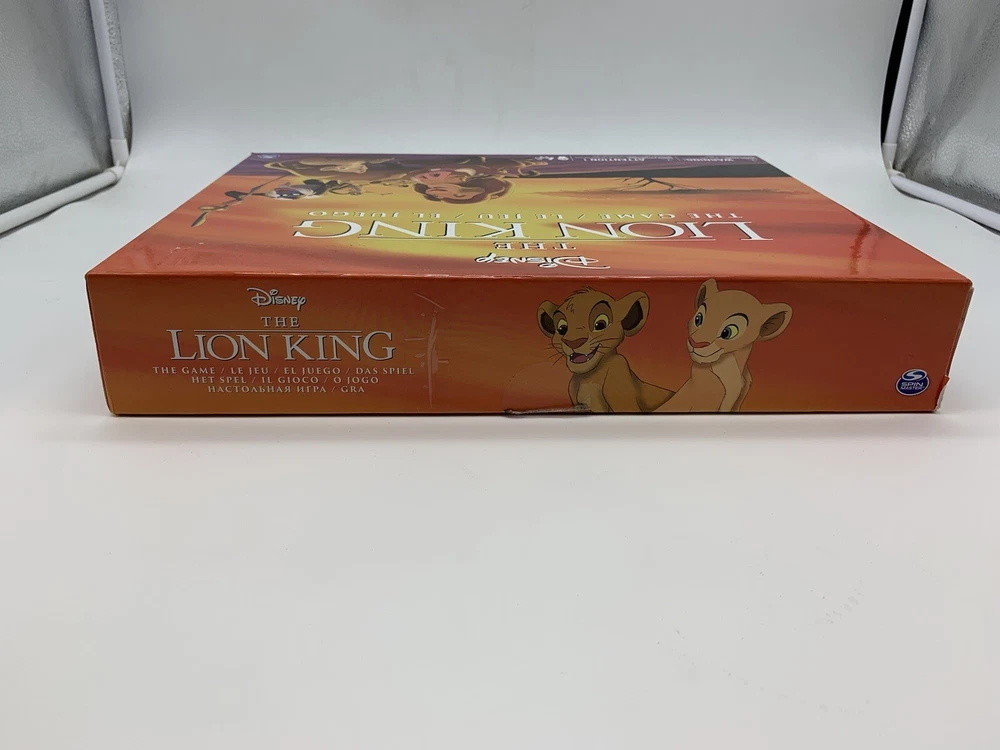 WARNING:
ATTENTION !
THE GAME / LE JEU / EL JUEGO
LION KING
THE
Disney
Disney
THE
LION KING
THE GAME / LE JEU / EL JUEGO / DAS SPIEL
HET SPEL / IL GIOCO / O JOGO
НАСТОЛЬНАЯ ИГРА / GRA
SPIN
MASTER